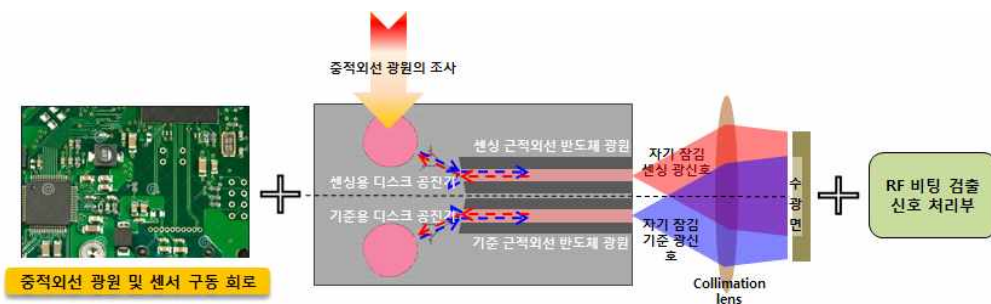 중적외선 광원의 조사
센싱 근적외선 반도체 광원
센싱용 디스크 공진기
기준용 디스크 공진기
기준 근적외선 반도체 광원
자기 잠김
센싱 광신호
자기 잠김
기준 광신
호
수
광
면
Collimation
lens
RF 비팅 검출
신호 처리부
중적외선 광원 및 센서 구동 회로